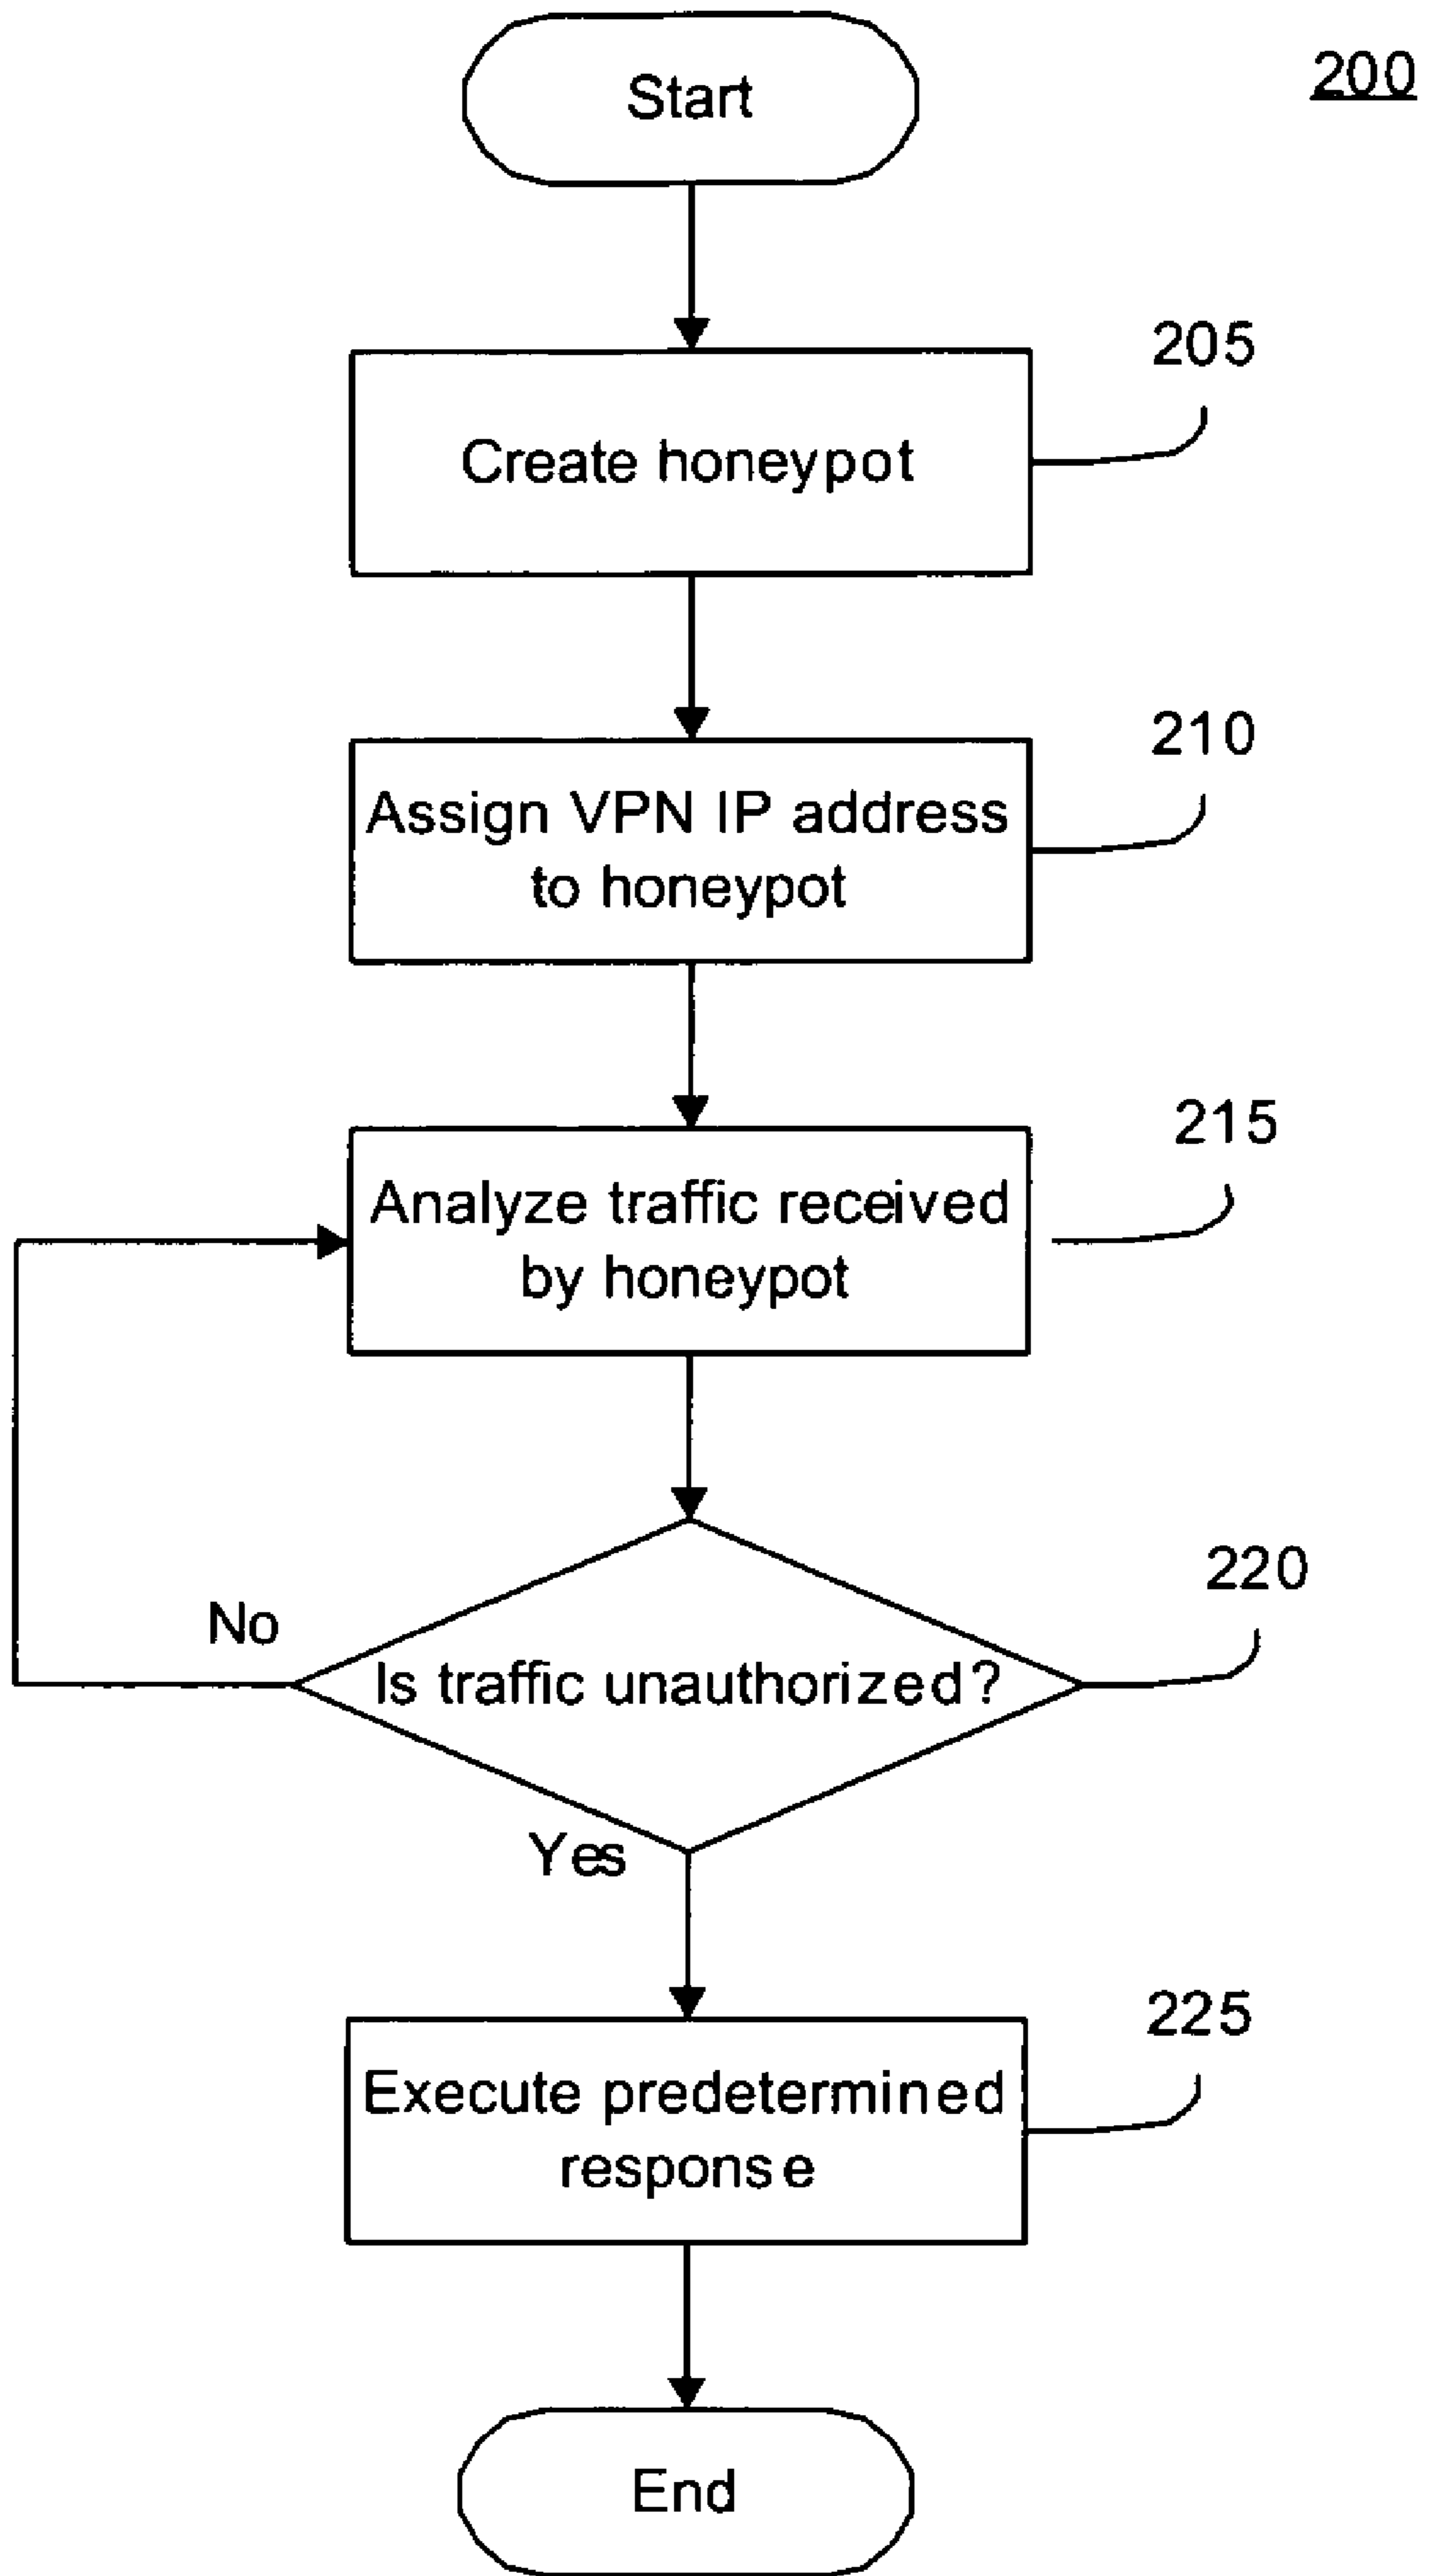 Start
200
205
Create honeypot
210
Assign VPN IP address
to honeypot
215
Analyze traffic received
by honeypot
220
No
Is traffic unauthorized?
Yes
225
Execute predetermined
response
End